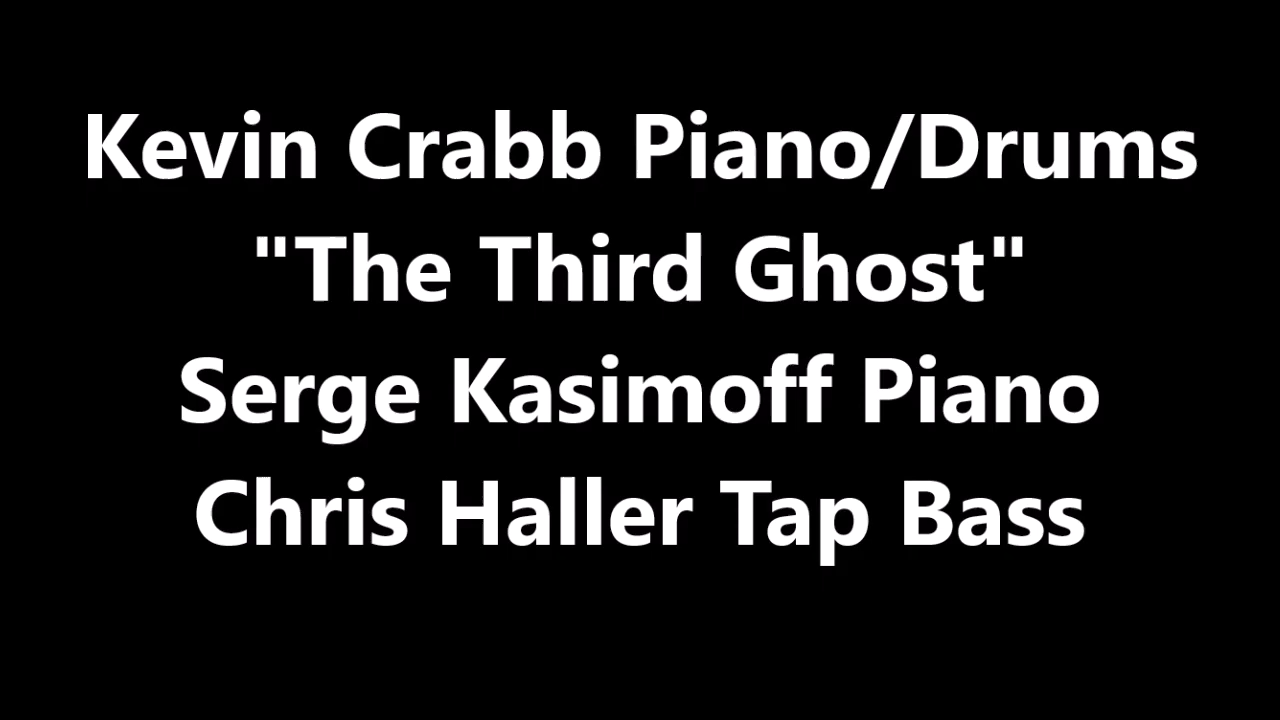 Kevin Crabb Piano/Drums
"The Third Ghost"
Serge Kasimoff Piano
Chris Haller Tap Bass